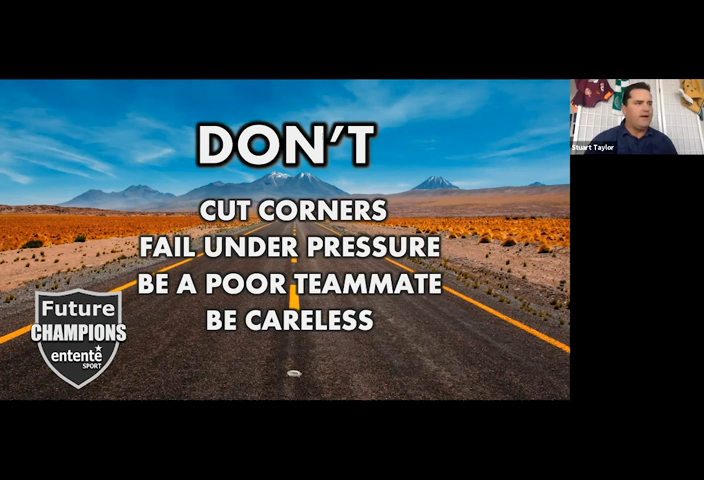 DON'T
CUT CORNERS
FAIL UNDER PRESSURE
BE A POOR TEAMMATE
BE CARELESS
Future
CHAMPIONS
entente
SPORT
Stuart Taylor